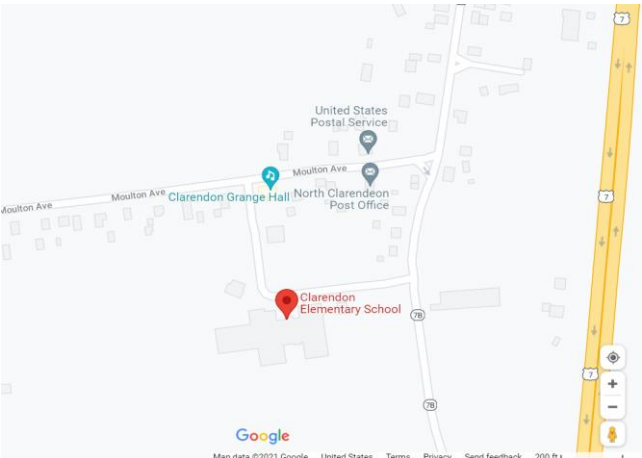 7
United States
Postal Service
Moulton Ave
Moulton Ave
Moulton Ave
Clarendon Grange Hall
North Clarendeon
Post Office
7
Clarendon
Elementary School
7B
7
7B
Google
Map data ©2021 Google United States Terms Privacy Send feedback 200 ft